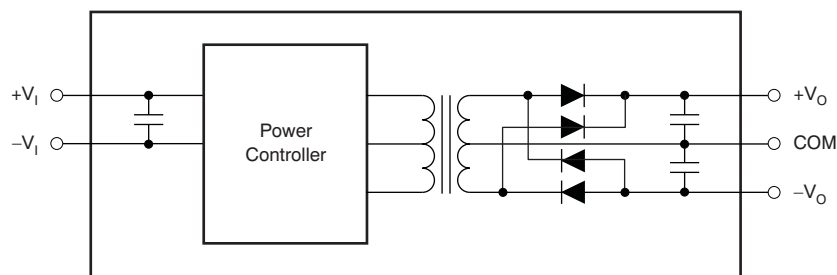 +V_I
−V_I
Power
Controller
+V_O
COM
−V_O